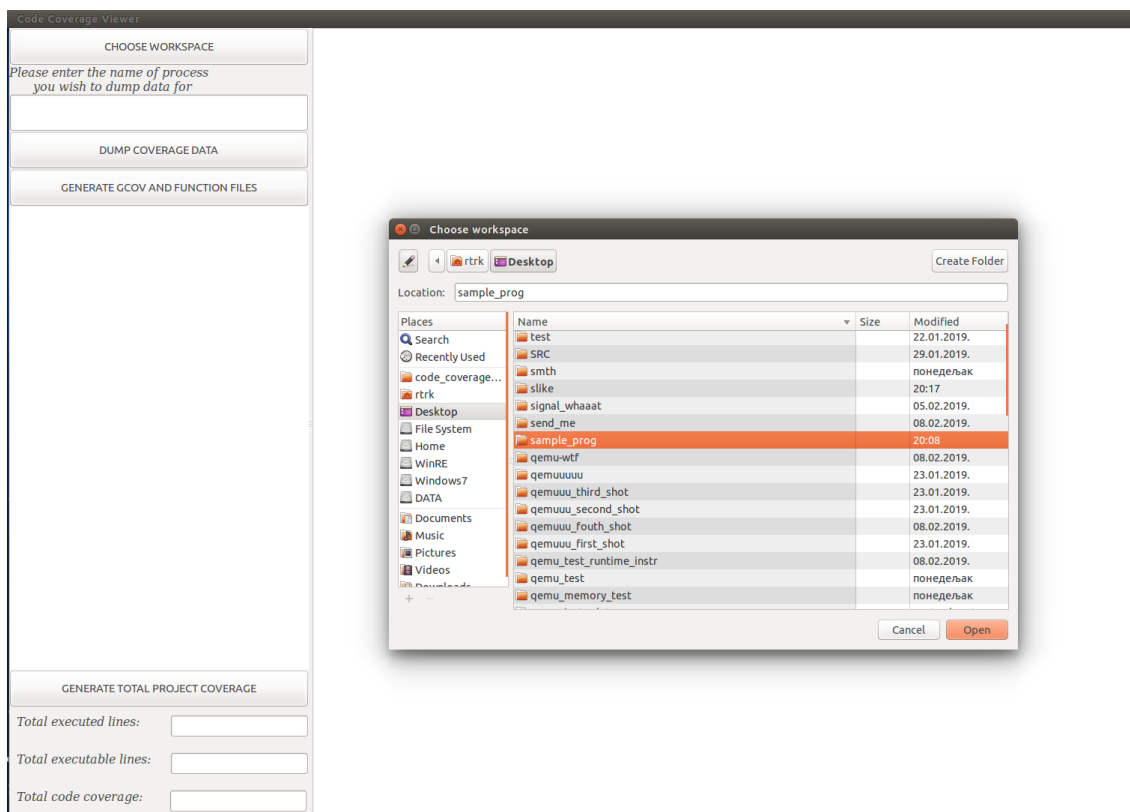 Code Coverage Viewer
CHOOSE WORKSPACE
Please enter the name of process
you wish to dump data for
DUMP COVERAGE DATA
GENERATE GCOV AND FUNCTION FILES
Choose workspace
rtrk Desktop Create Folder
Location: sample_prog
Places Name Size Modified
Search
Recently Used
code_coverage...
rtrk
Desktop
File System
Home
WinRE
Windows7
DATA
Documents
Music
Pictures
Videos
Downloads
test 22.01.2019.
SRC 29.01.2019.
smth понедељак
slike 20:17
signal_whaaat 05.02.2019.
send_me 08.02.2019.
sample_prog 20:08
qemu-wtf 08.02.2019.
qemuuuuu 23.01.2019.
qemuuu_third_shot 23.01.2019.
qemuuu_second_shot 23.01.2019.
qemuuu_fouth_shot 08.02.2019.
qemuuu_first_shot 23.01.2019.
qemu_test_runtime_instr 08.02.2019.
qemu_test понедељак
qemu_memory_test понедељак
Cancel Open
GENERATE TOTAL PROJECT COVERAGE
Total executed lines:
Total executable lines:
Total code coverage: